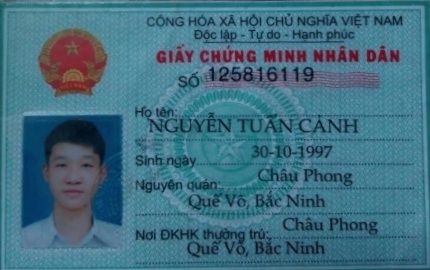 CỘNG HÒA XÃ HỘI CHỦ NGHĨA VIỆT NAM
Độc lập - Tự do - Hạnh phúc
GIẤY CHỨNG MINH NHÂN DÂN
SỐ 125816119
Họ tên:
NGUYỄN TUẤN CẢNH
Sinh ngày 30-10-1997
Nguyên quán: Châu Phong
Quế Võ, Bắc Ninh
Nơi ĐKHK thường trú: Châu Phong
Quế Võ, Bắc Ninh